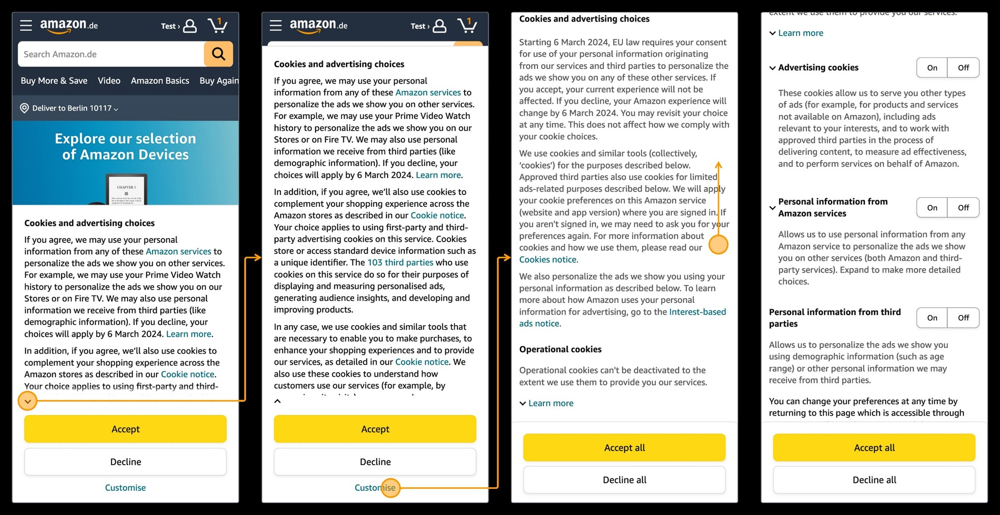 amazon.de
Test ›
1
Search Amazon.de
Buy More & Save
Video
Amazon Basics
Buy Again
Deliver to Berlin 10117
Explore our selection
of Amazon Devices
CHAPTER 1
Cookies and advertising choices
If you agree, we may use your personal
information from any of these Amazon services to
personalize the ads we show you on other services.
For example, we may use your Prime Video Watch
history to personalize the ads we show you on our
Stores or on Fire TV. We may also use personal
information we receive from third parties (like
demographic information). If you decline, your
choices will apply by 6 March 2024. Learn more.
In addition, if you agree, we’ll also use cookies to
complement your shopping experience across the
Amazon stores as described in our Cookie notice.
Your choice applies to using first-party and third-
Accept
Decline
Customise
amazon.de
Test ›
1
Cookies and advertising choices
If you agree, we may use your personal
information from any of these Amazon services to
personalize the ads we show you on other services.
For example, we may use your Prime Video Watch
history to personalize the ads we show you on our
Stores or on Fire TV. We may also use personal
information we receive from third parties (like
demographic information). If you decline, your
choices will apply by 6 March 2024. Learn more.
In addition, if you agree, we’ll also use cookies to
complement your shopping experience across the
Amazon stores as described in our Cookie notice.
Your choice applies to using first-party and third-
party advertising cookies on this service. Cookies
store or access standard device information such as
a unique identifier. The 103 third parties who use
cookies on this service do so for their purposes of
displaying and measuring personalised ads,
generating audience insights, and developing and
improving products.
In any case, we use cookies and similar tools that
are necessary to enable you to make purchases, to
enhance your shopping experiences and to provide
our services, as detailed in our Cookie notice. We
also use these cookies to understand how
customers use our services (for example, by
Accept
Decline
Customise
Cookies and advertising choices
Starting 6 March 2024, EU law requires your consent
for use of your personal information originating
from our services and third parties to personalize the
ads we show you on any of these other services. If
you accept, your current experience will not be
affected. If you decline, your Amazon experience will
change by 6 March 2024. You may revisit your choice
at any time. This does not affect how we comply with
your cookie choices.
We use cookies and similar tools (collectively,
‘cookies’) for the purposes described below.
Approved third parties also use cookies for limited
ads-related purposes described below. We will apply
your cookie preferences on this Amazon service
(website and app version) where you are signed in. If
you aren't signed in, we may need to ask you for your
preferences again. For more information about
cookies and how we use them, please read our
Cookies notice.
We also personalize the ads we show you using your
personal information as described below. To learn
more about how Amazon uses your personal
information for advertising, go to the Interest-based
ads notice.
Operational cookies
Operational cookies can't be deactivated to the
extent we use them to provide you our services.
Learn more
Accept all
Decline all
extent we use them to provide you our services.
Learn more
Advertising cookies
On
Off
These cookies allow us to serve you other types
of ads (for example, for products and services
not available on Amazon), including ads
relevant to your interests, and to work with
approved third parties in the process of
delivering content, to measure ad effectiveness,
and to perform services on behalf of Amazon.
Personal information from
Amazon services
On
Off
Allows us to use personal information from any
Amazon service to personalize the ads we show
you on other services (both Amazon and third-
party services). Expand to make more detailed
choices.
Personal information from third
parties
On
Off
Allows us to personalize the ads we show you
using demographic information (such as age
range) or other personal information we may
receive from third parties.
You can change your preferences at any time by
returning to this page which is accessible through
Accept all
Decline all